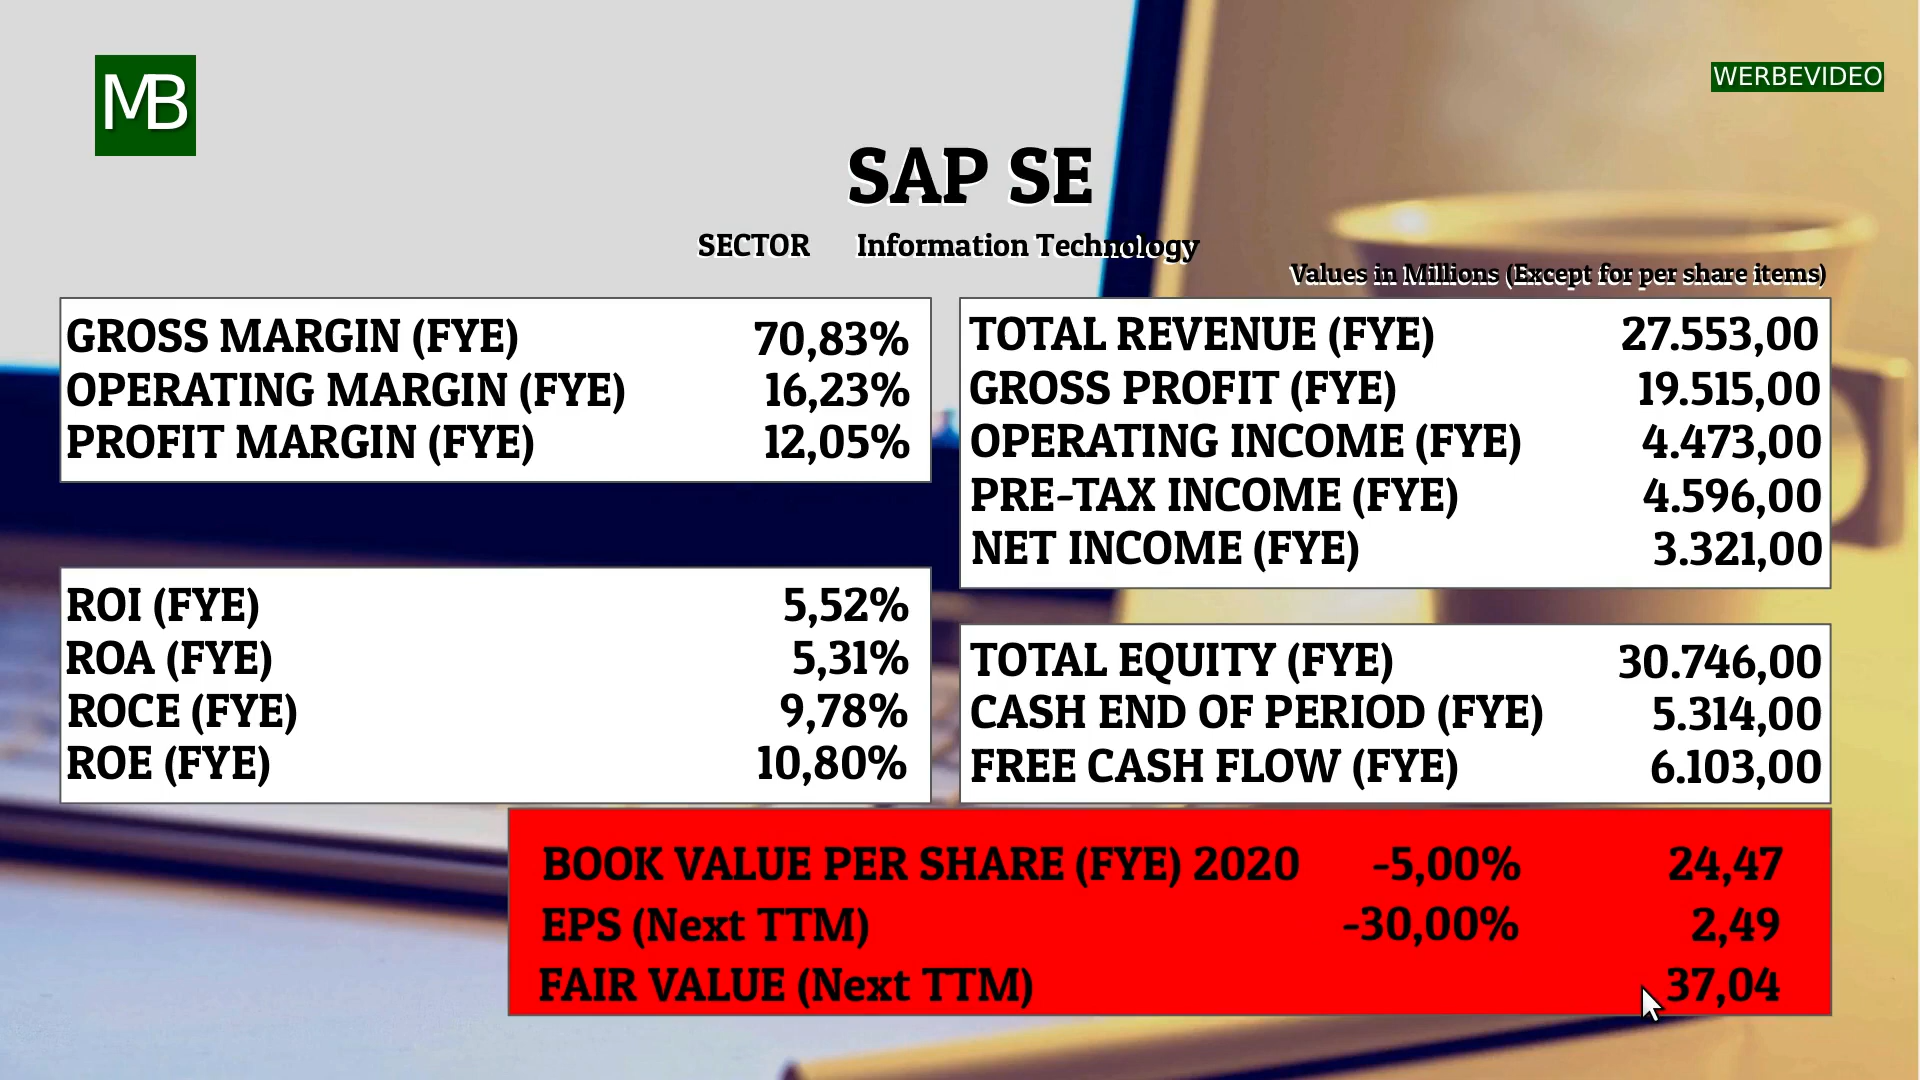 MB
WERBEVIDEO
SAP SE
SECTOR Information Technology
Values in Millions (Except for per share items)
GROSS MARGIN (FYE) 70,83%
OPERATING MARGIN (FYE) 16,23%
PROFIT MARGIN (FYE) 12,05%
ROI (FYE) 5,52%
ROA (FYE) 5,31%
ROCE (FYE) 9,78%
ROE (FYE) 10,80%
TOTAL REVENUE (FYE) 27.553,00
GROSS PROFIT (FYE) 19.515,00
OPERATING INCOME (FYE) 4.473,00
PRE-TAX INCOME (FYE) 4.596,00
NET INCOME (FYE) 3.321,00
TOTAL EQUITY (FYE) 30.746,00
CASH END OF PERIOD (FYE) 5.314,00
FREE CASH FLOW (FYE) 6.103,00
BOOK VALUE PER SHARE (FYE) 2020 -5,00% 24,47
EPS (Next TTM) -30,00% 2,49
FAIR VALUE (Next TTM) 37,04